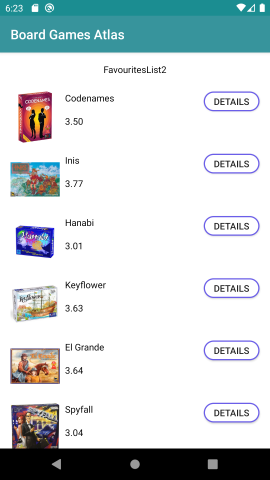 6:23
Board Games Atlas
FavouritesList2
CODENAMES
Codenames
DETAILS
3.50
Inis
DETAILS
3.77
Hanabi
DETAILS
3.01
Keyflower
DETAILS
3.63
El Grande
DETAILS
3.64
Spyfall
DETAILS
3.04